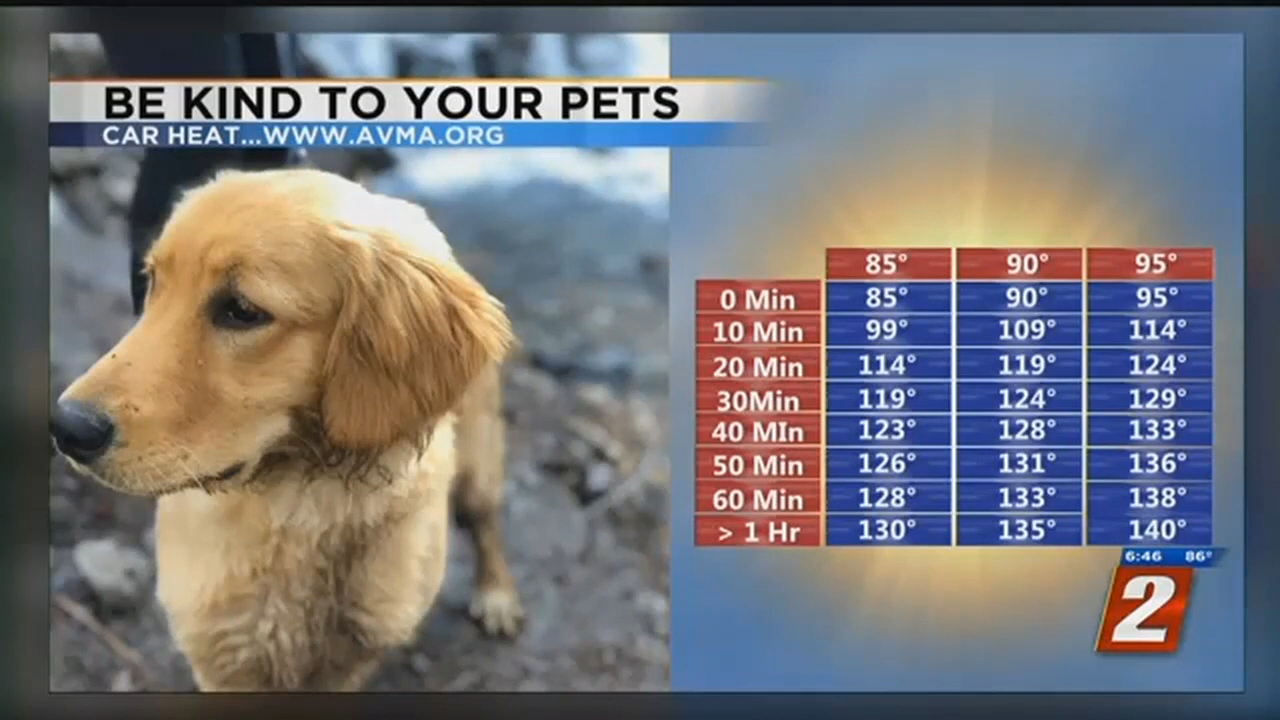 BE KIND TO YOUR PETS
CAR HEAT...WWW.AVMA.ORG
85° 90° 95°
0 Min 85° 90° 95°
10 Min 99° 109° 114°
20 Min 114° 119° 124°
30Min 119° 124° 129°
40 MIn 123° 128° 133°
50 Min 126° 131° 136°
60 Min 128° 133° 138°
> 1 Hr 130° 135° 140°
6:46 86°
2